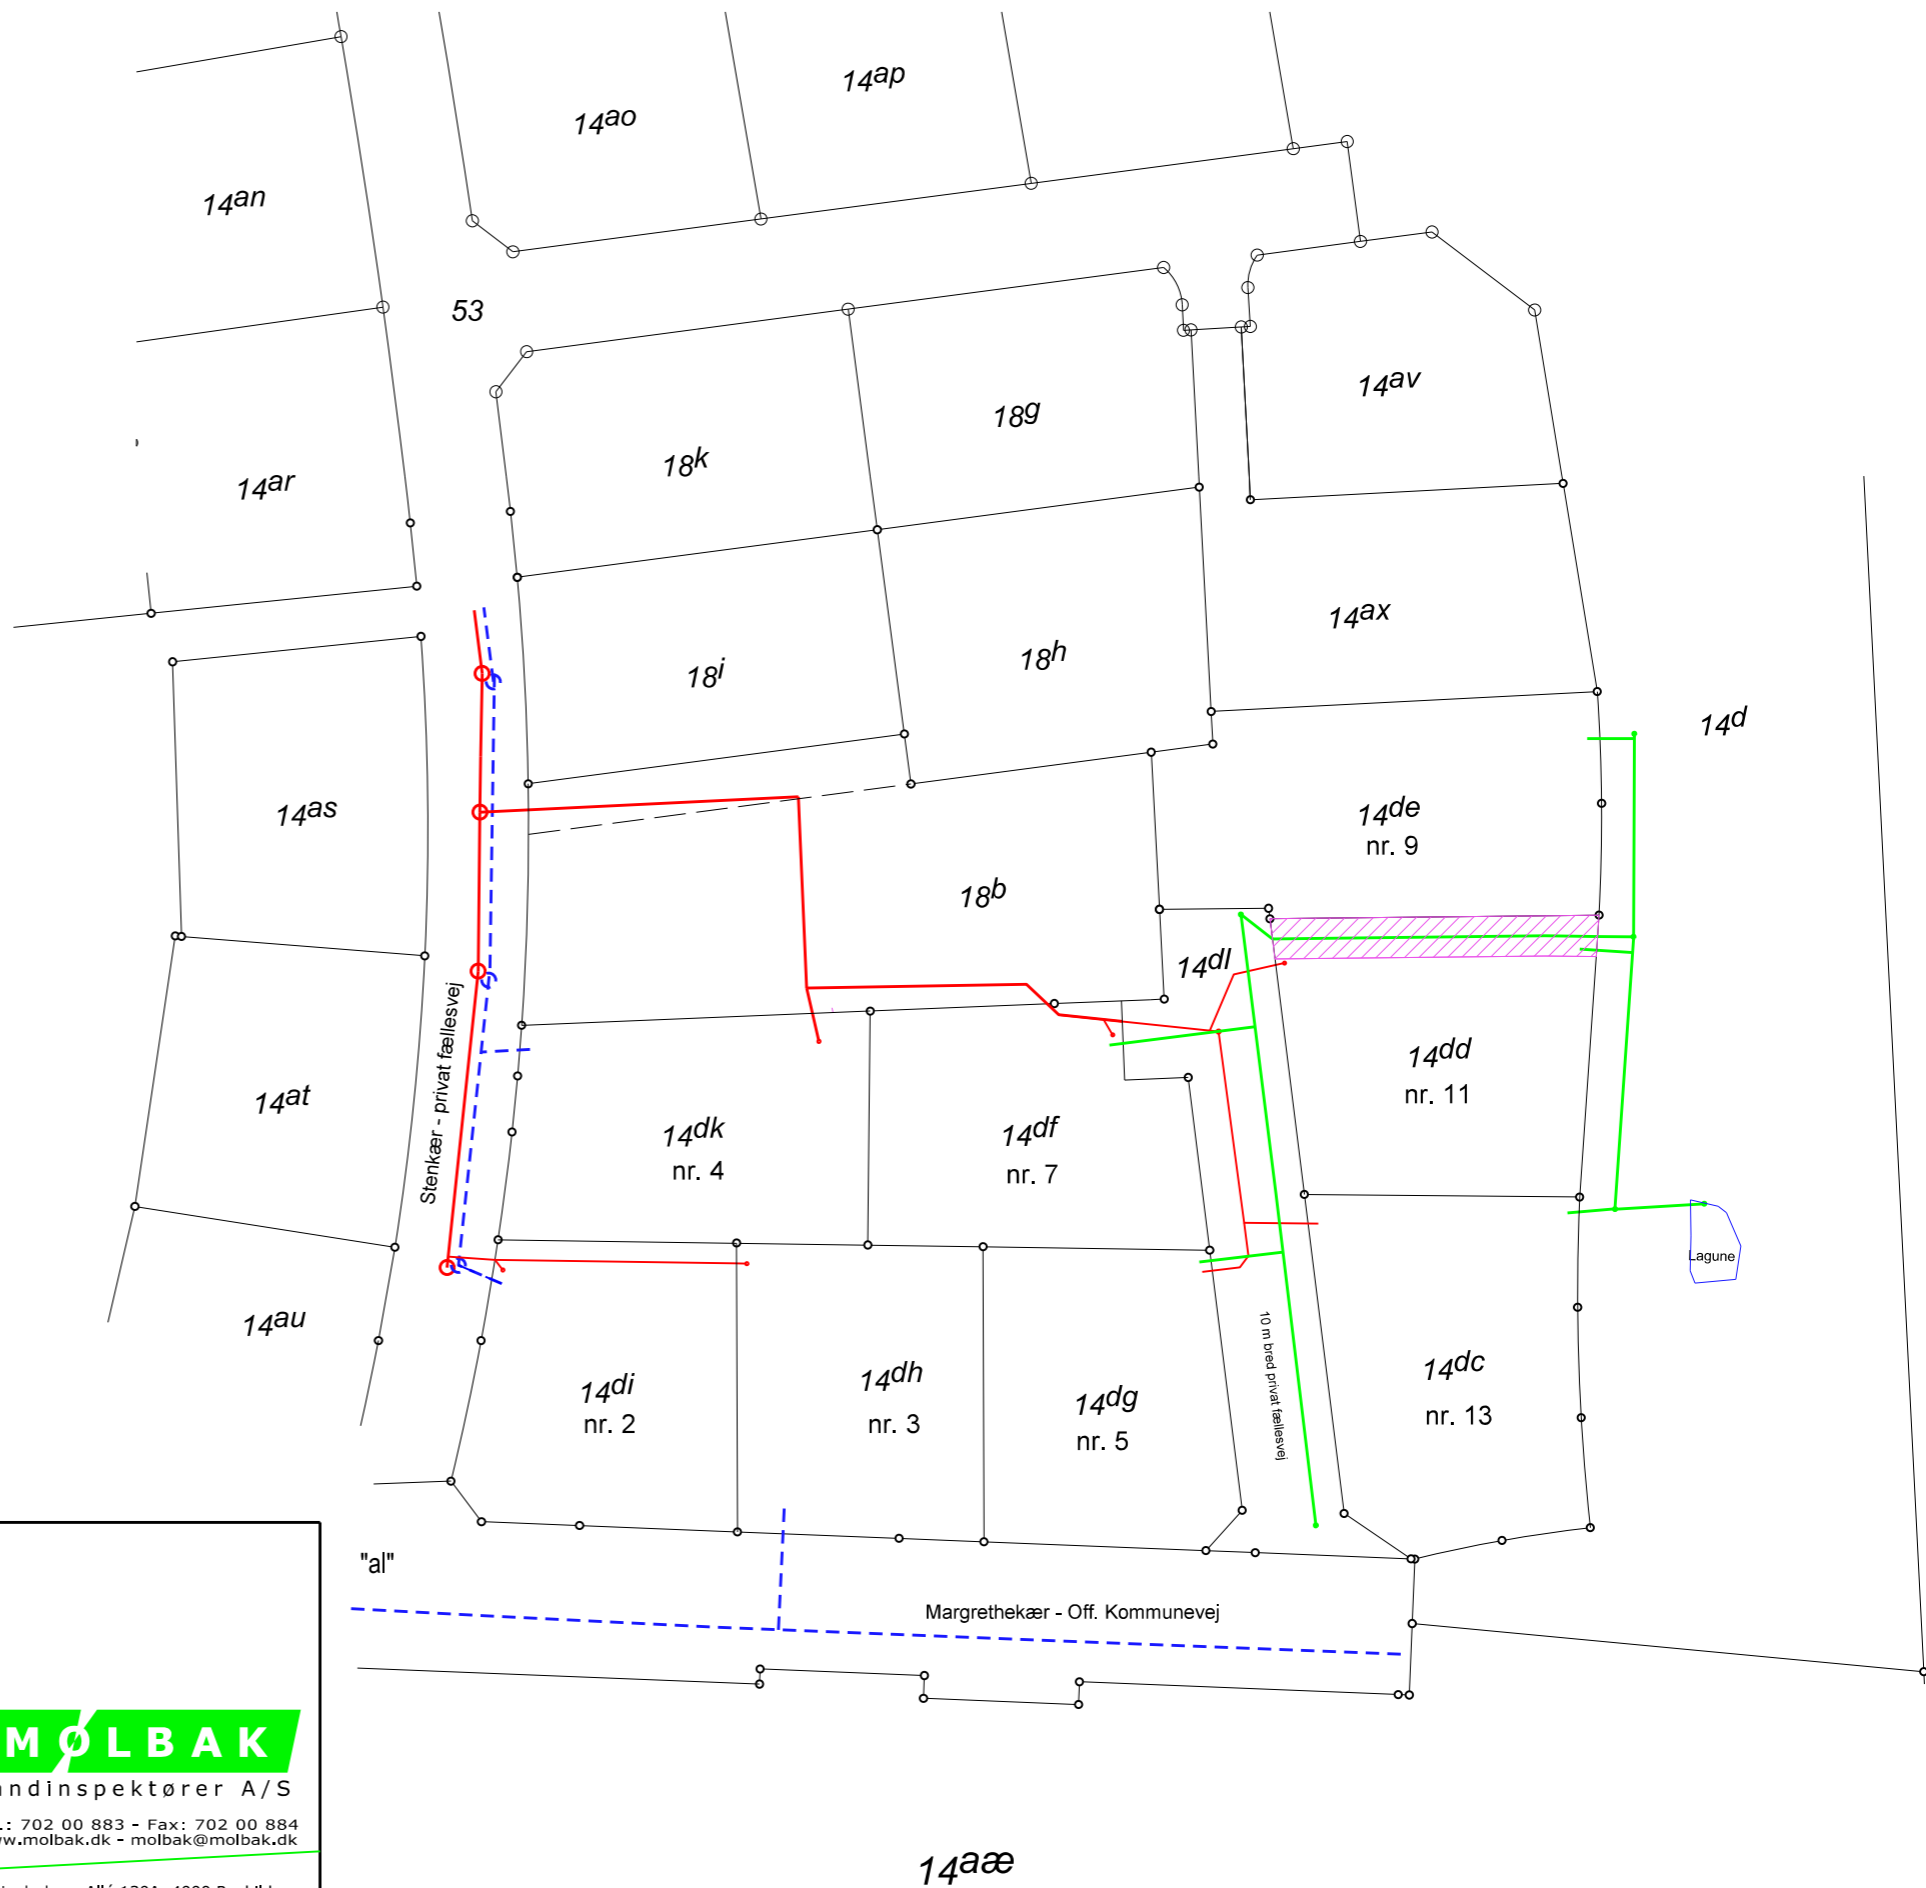 14ap
14ao
14an
53
14av
18g
18k
14ar
14ax
18h
18i
14d
14as
14de
nr. 9
18b
14dl
Stenkær - privat fællesvej
14dd
nr. 11
14at
14dk
nr. 4
14df
nr. 7
Lagune
14au
10 m bred privat fællesvej
14di
nr. 2
14dh
nr. 3
14dg
nr. 5
14dc
nr. 13
"al"
Margrethekær - Off. Kommunevej
MØLBAK
ndinspektører A/S
.: 702 00 883 - Fax: 702 00 884
w.molbak.dk - molbak@molbak.dk
14aæ